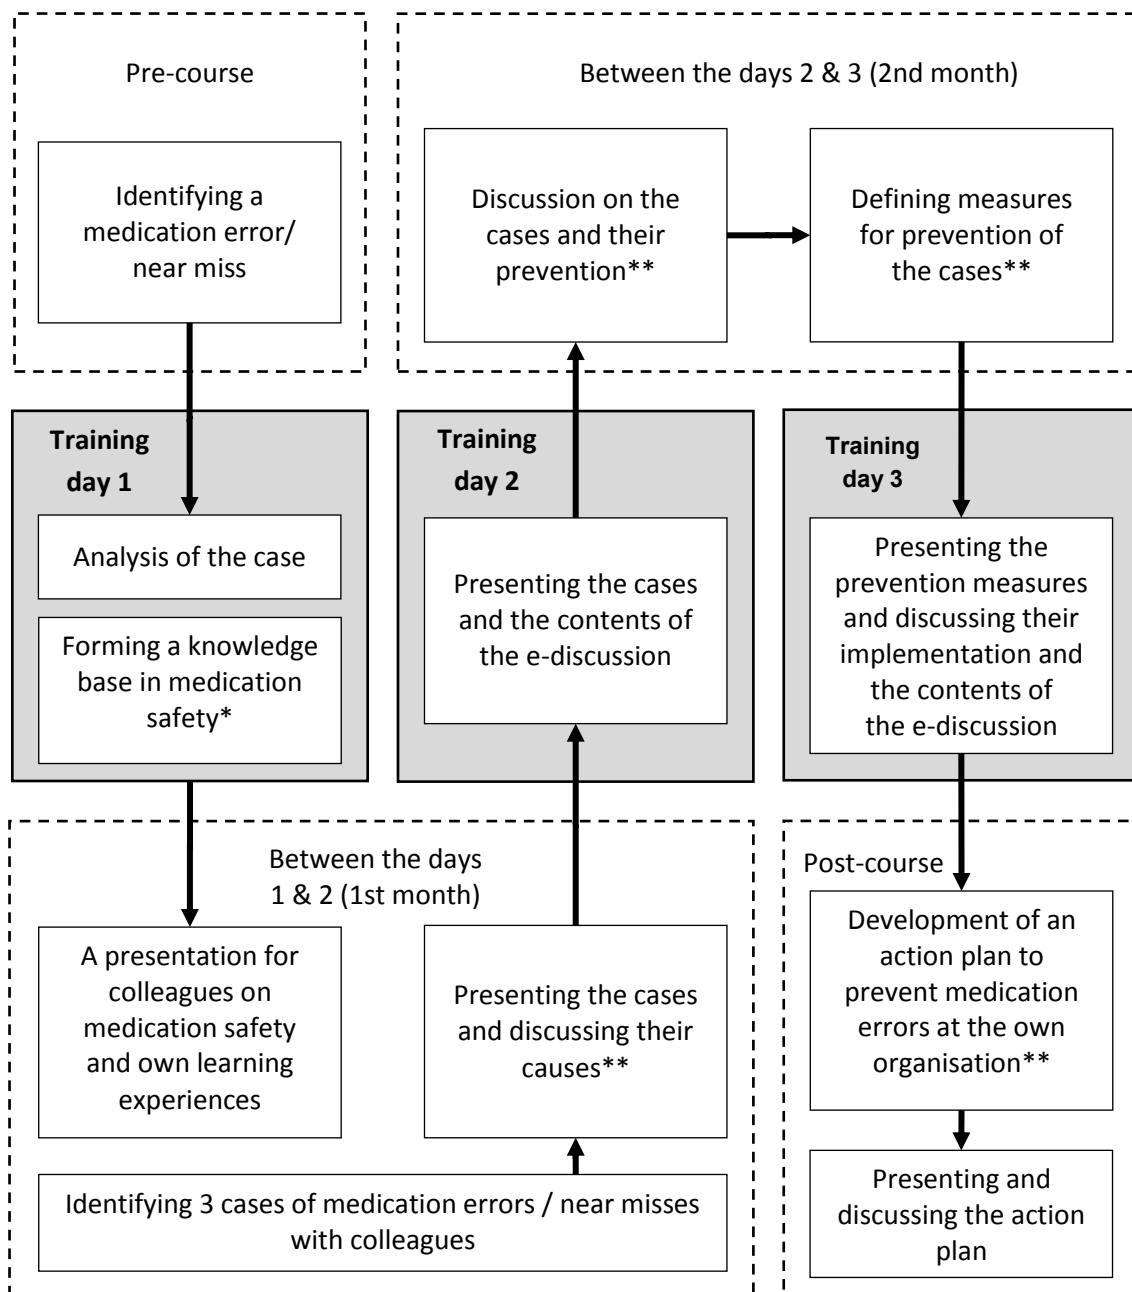 Pre-course
Identifying a
medication error/
near miss
Between the days 2 & 3 (2nd month)
Discussion on the
cases and their
prevention**
Defining measures
for prevention of
the cases**
Training
day 1
Analysis of the case
Forming a knowledge
base in medication
safety*
Training
day 2
Presenting the cases
and the contents of
the e-discussion
Training
day 3
Presenting the
prevention measures
and discussing their
implementation and
the contents of
the e-discussion
Between the days
1 & 2 (1st month)
A presentation for
colleagues on
medication safety
and own learning
experiences
Presenting the cases
and discussing their
causes**
Identifying 3 cases of medication errors / near misses
with colleagues
Post-course
Development of an
action plan to
prevent medication
errors at the own
organisation**
Presenting and
discussing the action
plan